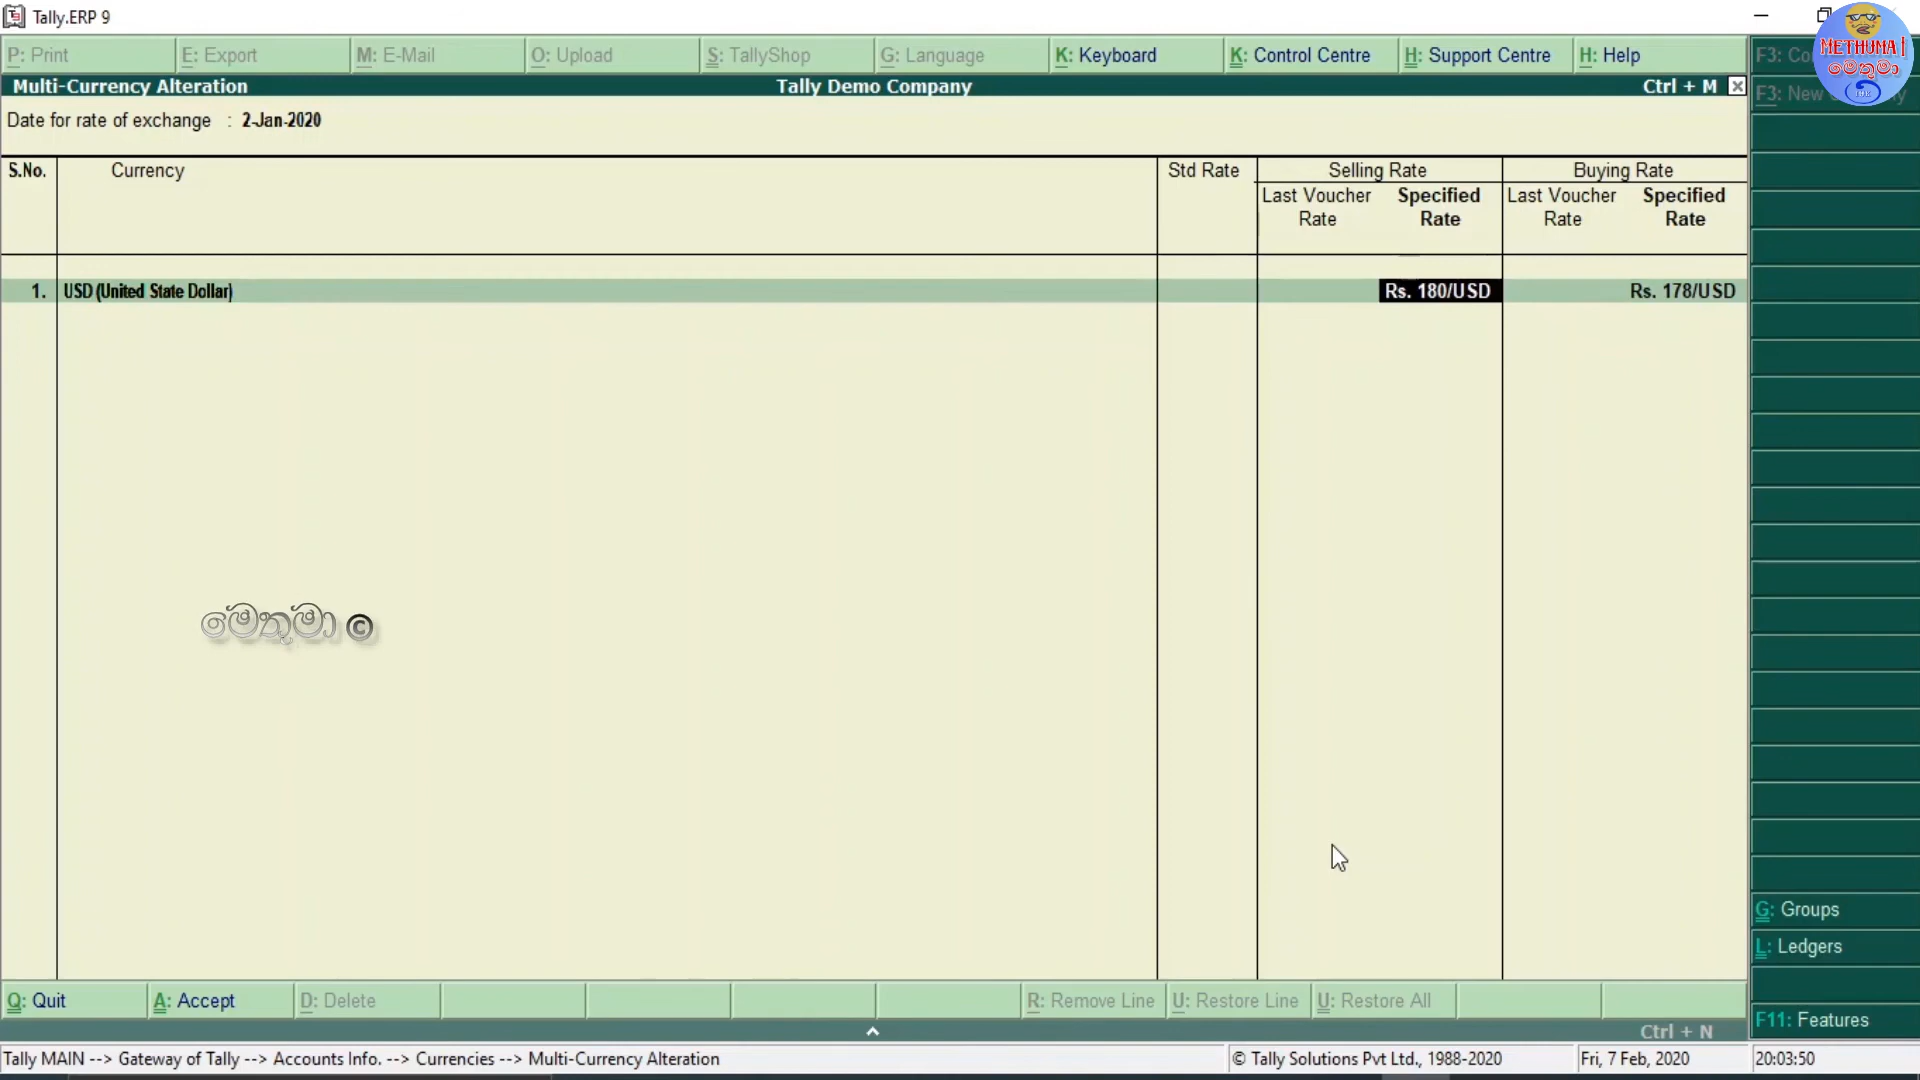 Tally.ERP 9
P: Print E: Export M: E-Mail O: Upload S: TallyShop G: Language K: Keyboard K: Control Centre H: Support Centre H: Help
METHUMA
මෙතුමා
Multi-Currency Alteration Tally Demo Company Ctrl + M
F3: New
Date for rate of exchange : 2-Jan-2020
S.No. Currency Std Rate Selling Rate Buying Rate
Last Voucher Specified Last Voucher Specified
Rate Rate Rate Rate
1. USD (United State Dollar) Rs. 180/USD Rs. 178/USD
මෙතුමා ©
G: Groups
L: Ledgers
Q: Quit A: Accept D: Delete R: Remove Line U: Restore Line U: Restore All
F11: Features
Ctrl + N
Tally MAIN --> Gateway of Tally --> Accounts Info. --> Currencies --> Multi-Currency Alteration © Tally Solutions Pvt Ltd., 1988-2020 Fri, 7 Feb, 2020 20:03:50